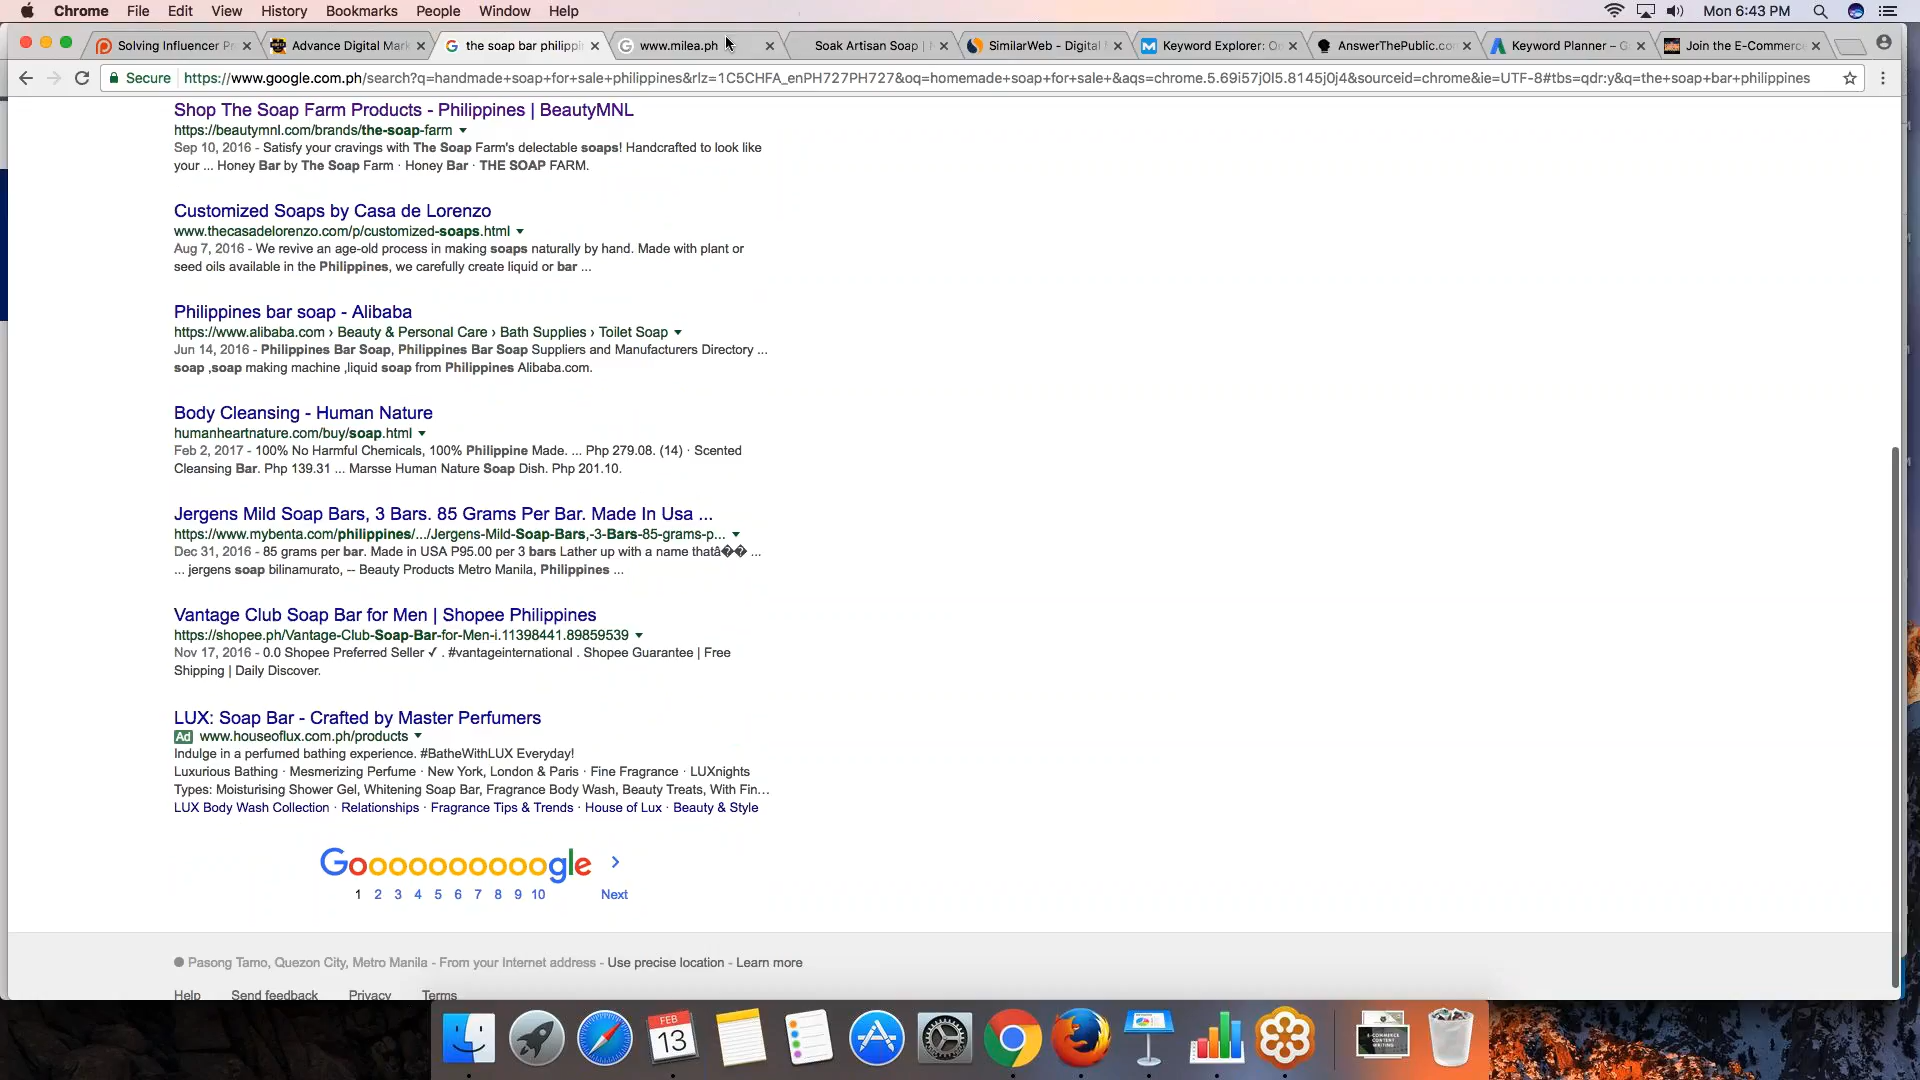 Chrome File Edit View History Bookmarks People Window Help Mon 6:43 PM
Solving Influencer P Advance Digital Mark the soap bar philippi www.milea.ph Soak Artisan Soap | SimilarWeb - Digital Keyword Explorer: O AnswerThePublic.co Keyword Planner – G Join the E-Commerc
Secure https://www.google.com.ph/search?q=handmade+soap+for+sale+philippines&rlz=1C5CHFA_enPH727PH727&oq=homemade+soap+for+sale+&aqs=chrome.5.69i57j0l5.8145j0j4&sourceid=chrome&ie=UTF-8#tbs=qdr:y&q=the+soap+bar+philippines
Shop The Soap Farm Products - Philippines | BeautyMNL
https://beautymnl.com/brands/the-soap-farm
Sep 10, 2016 - Satisfy your cravings with The Soap Farm's delectable soaps! Handcrafted to look like
your ... Honey Bar by The Soap Farm · Honey Bar · THE SOAP FARM.
Customized Soaps by Casa de Lorenzo
www.thecasadelorenzo.com/p/customized-soaps.html
Aug 7, 2016 - We revive an age-old process in making soaps naturally by hand. Made with plant or
seed oils available in the Philippines, we carefully create liquid or bar ...
Philippines bar soap - Alibaba
https://www.alibaba.com › Beauty & Personal Care › Bath Supplies › Toilet Soap
Jun 14, 2016 - Philippines Bar Soap, Philippines Bar Soap Suppliers and Manufacturers Directory ...
soap ,soap making machine ,liquid soap from Philippines Alibaba.com.
Body Cleansing - Human Nature
humanheartnature.com/buy/soap.html
Feb 2, 2017 - 100% No Harmful Chemicals, 100% Philippine Made. ... Php 279.08. (14) · Scented
Cleansing Bar. Php 139.31 ... Marsse Human Nature Soap Dish. Php 201.10.
Jergens Mild Soap Bars, 3 Bars. 85 Grams Per Bar. Made In Usa ...
https://www.mybenta.com/philippines/.../Jergens-Mild-Soap-Bars,-3-Bars-85-grams-p...
Dec 31, 2016 - 85 grams per bar. Made in USA P95.00 per 3 bars Lather up with a name thatâ�� ...
... jergens soap bilinamurato, -- Beauty Products Metro Manila, Philippines ...
Vantage Club Soap Bar for Men | Shopee Philippines
https://shopee.ph/Vantage-Club-Soap-Bar-for-Men-i.11398441.89859539
Nov 17, 2016 - 0.0 Shopee Preferred Seller ✓ . #vantageinternational . Shopee Guarantee | Free
Shipping | Daily Discover.
LUX: Soap Bar - Crafted by Master Perfumers
Ad www.houseoflux.com.ph/products
Indulge in a perfumed bathing experience. #BatheWithLUX Everyday!
Luxurious Bathing · Mesmerizing Perfume · New York, London & Paris · Fine Fragrance · LUXnights
Types: Moisturising Shower Gel, Whitening Soap Bar, Fragrance Body Wash, Beauty Treats, With Fin...
LUX Body Wash Collection · Relationships · Fragrance Tips & Trends · House of Lux · Beauty & Style
Goooooooooogle
1 2 3 4 5 6 7 8 9 10 Next
Pasong Tamo, Quezon City, Metro Manila - From your Internet address - Use precise location - Learn more
Help Send feedback Privacy Terms
FEB
13
E-COMMERCE
CONTENT
WRITING